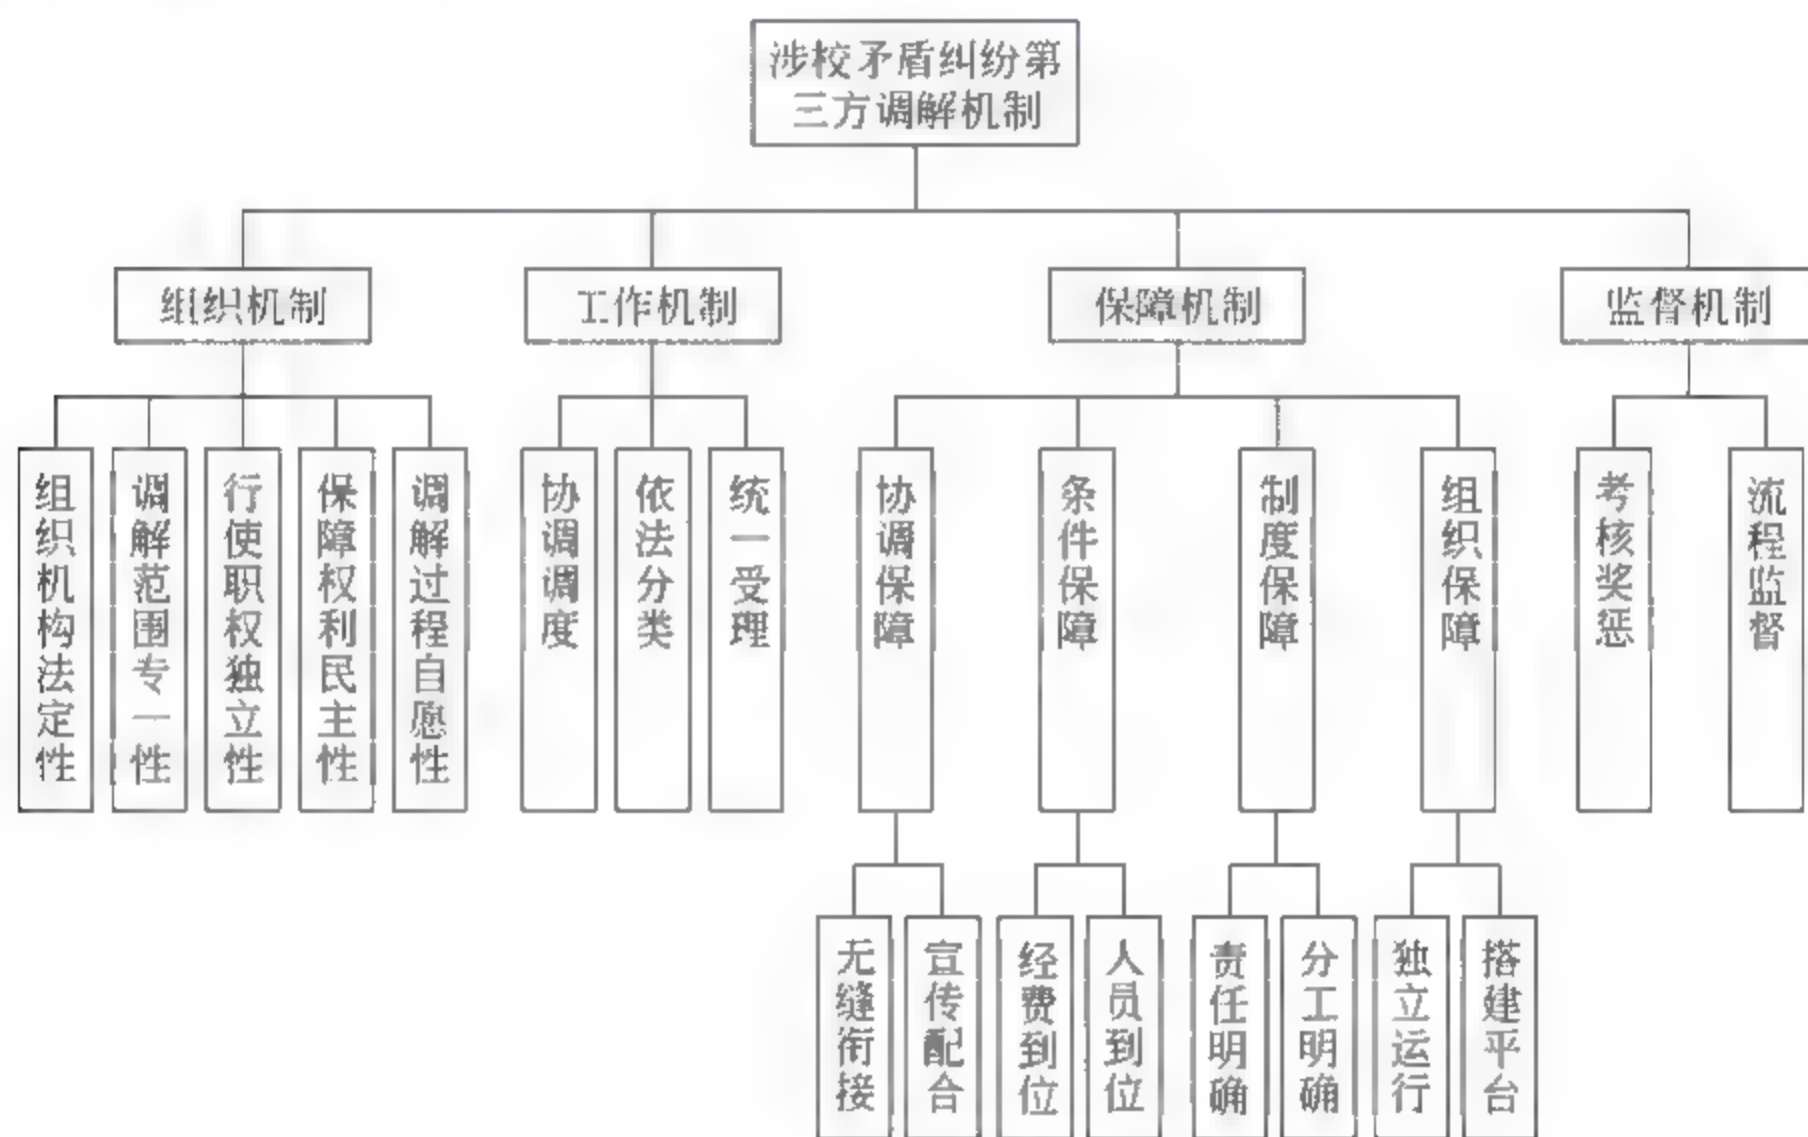 涉校矛盾纠纷第
三方调解机制
组织机制
工作机制
保障机制
监督机制
组织机构法定性
调解范围专一性
行使职权独立性
保障权利民主性
调解过程自愿性
协调调度
依法分类
统一受理
协调保障
条件保障
制度保障
组织保障
考核奖惩
流程监督
无缝衔接
宣传配合
经费到位
人员到位
责任明确
分工明确
独立运行
搭建平台